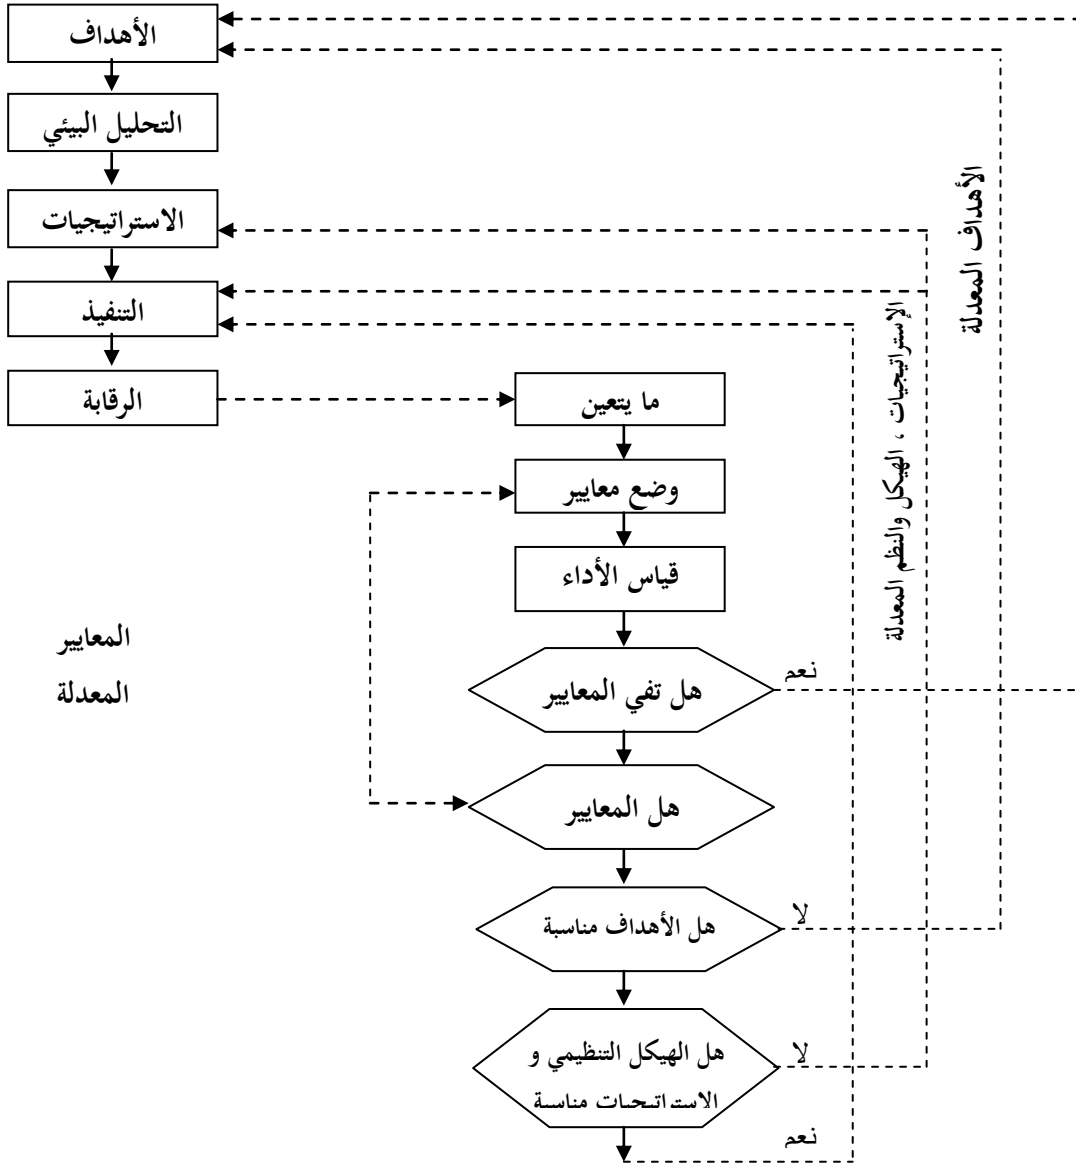 الأهداف
التحليل البيئي
الاستراتيجيات
التنفيذ
الرقابة
ما يتعين
وضع معايير
قياس الأداء
هل تفي المعايير
نعم
هل المعايير
هل الأهداف مناسبة
لا
هل الهيكل التنظيمي و
الاستراتيجيات مناسبة
لا
نعم
المعايير
المعدلة
الإستراتيجيات ، الهيكل والنظم المعدلة
الأهداف المعدلة